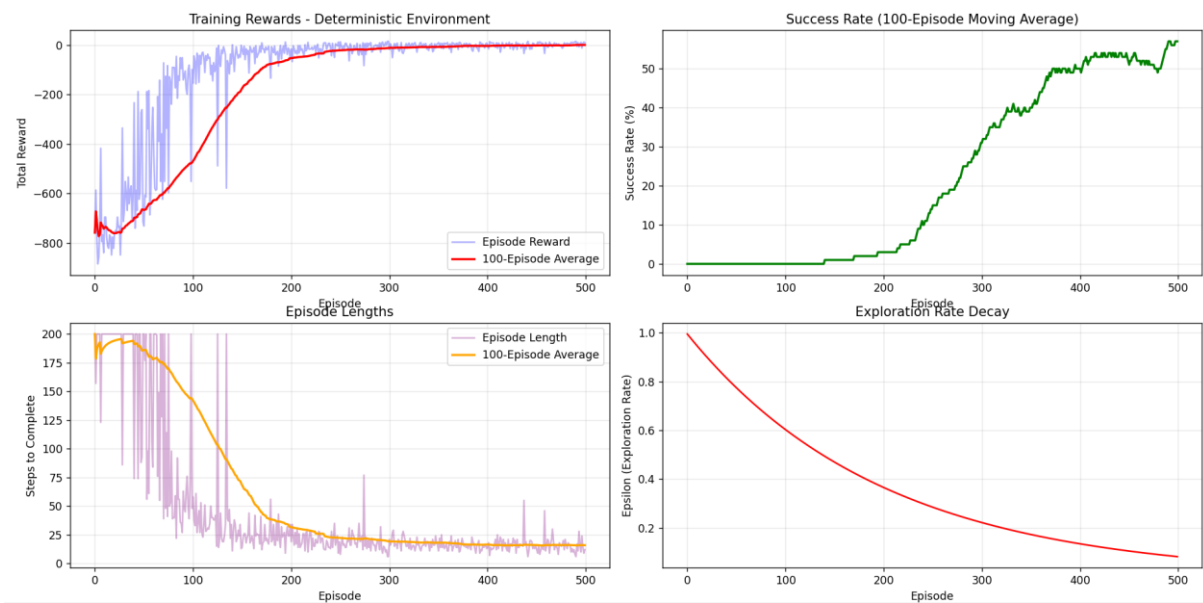 Training Rewards - Deterministic Environment
0
−200
−400
−600
−800
Total Reward
Episode Reward
100-Episode Average
0 100 200 300 400 500
Episode
Success Rate (100-Episode Moving Average)
50
40
30
20
10
0
Success Rate (%)
0 100 200 300 400 500
Episode
Episode Lengths
200
175
150
125
100
75
50
25
0
Steps to Complete
Episode Length
100-Episode Average
0 100 200 300 400 500
Episode
Exploration Rate Decay
1.0
0.8
0.6
0.4
0.2
Epsilon (Exploration Rate)
0 100 200 300 400 500
Episode